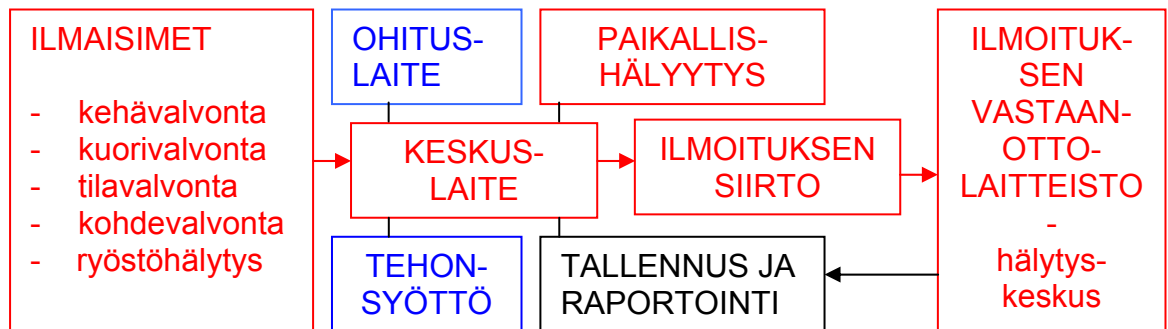 ILMAISIMET
- kehävalvonta
- kuorivalvonta
- tilavalvonta
- kohdevalvonta
- ryöstöhälytys
OHITUS-
LAITE
PAIKALLIS-
HÄLYYTYS
KESKUS-
LAITE
ILMOITUKSEN
SIIRTO
TEHON-
SYÖTTÖ
TALLENNUS JA
RAPORTOINTI
ILMOITUK-
SEN
VASTAAN-
OTTO-
LAITTEISTO
-
hälytys-
keskus